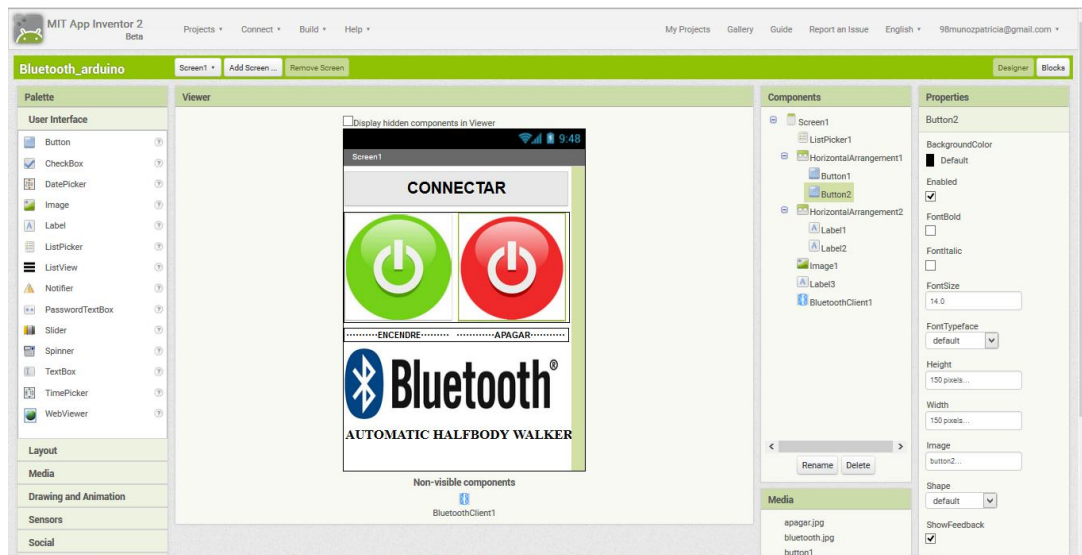 MIT App Inventor 2
Beta
Projects Connect Build Help
My Projects Gallery Guide Report an Issue English 98munozpatricia@gmail.com
Bluetooth_arduino
Screen1 Add Screen ... Remove Screen
Designer Blocks
Palette
User Interface
Button
CheckBox
DatePicker
Image
Label
ListPicker
ListView
Notifier
PasswordTextBox
Slider
Spinner
TextBox
TimePicker
WebViewer
Layout
Media
Drawing and Animation
Sensors
Social
Viewer
Display hidden components in Viewer
9:48
Screen1
CONNECTAR
----------ENCENDRE--------- ------------APAGAR-----------
Bluetooth®
AUTOMATIC HALFBODY WALKER
Non-visible components
BluetoothClient1
Components
Screen1
ListPicker1
HorizontalArrangement1
Button1
Button2
HorizontalArrangement2
Label1
Label2
Image1
Label3
BluetoothClient1
Rename Delete
Media
apagar.jpg
bluetooth.jpg
button1
Properties
Button2
BackgroundColor
Default
Enabled
FontBold
FontItalic
FontSize
14.0
FontTypeface
default
Height
150 pixels...
Width
150 pixels...
Image
button2...
Shape
default
ShowFeedback